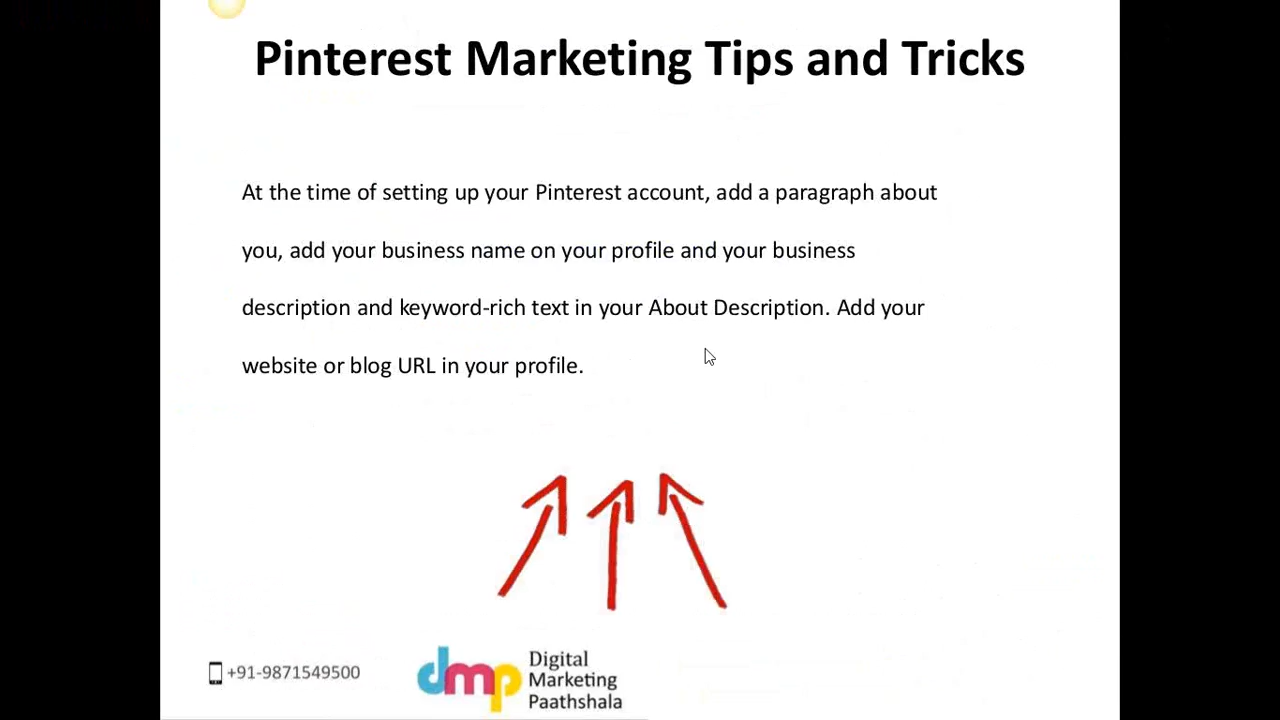 Pinterest Marketing Tips and Tricks
At the time of setting up your Pinterest account, add a paragraph about
you, add your business name on your profile and your business
description and keyword-rich text in your About Description. Add your
website or blog URL in your profile.
+91-9871549500
dmp
Digital
Marketing
Paathshala